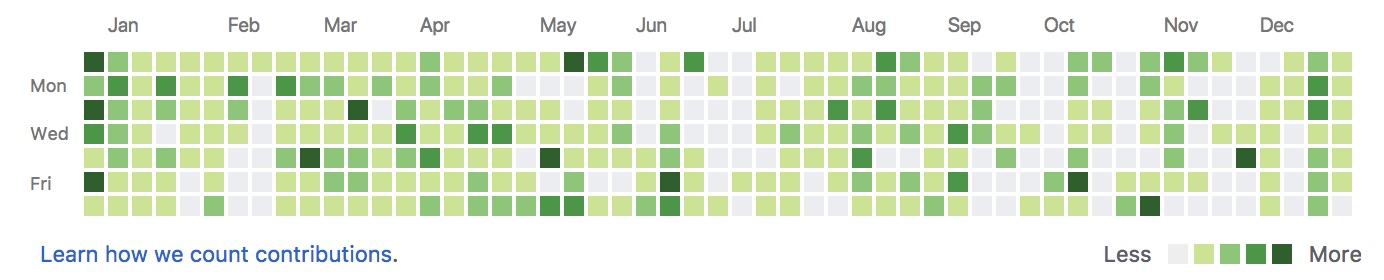 Jan Feb Mar Apr May Jun Jul Aug Sep Oct Nov Dec
Mon
Wed
Fri
Learn how we count contributions. Less More